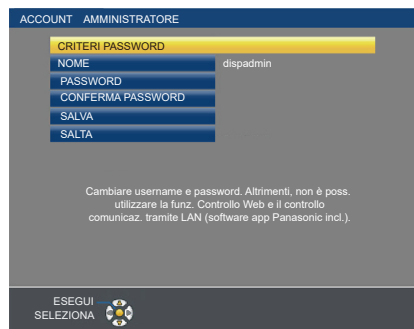 ACCOUNT AMMINISTRATORE
CRITERI PASSWORD
NOME dispadmin
PASSWORD
CONFERMA PASSWORD
SALVA
SALTA
Cambiare username e password. Altrimenti, non è poss.
utilizzare la funz. Controllo Web e il controllo
comunicaz. tramite LAN (software app Panasonic incl.).
ESEGUI
SELEZIONA